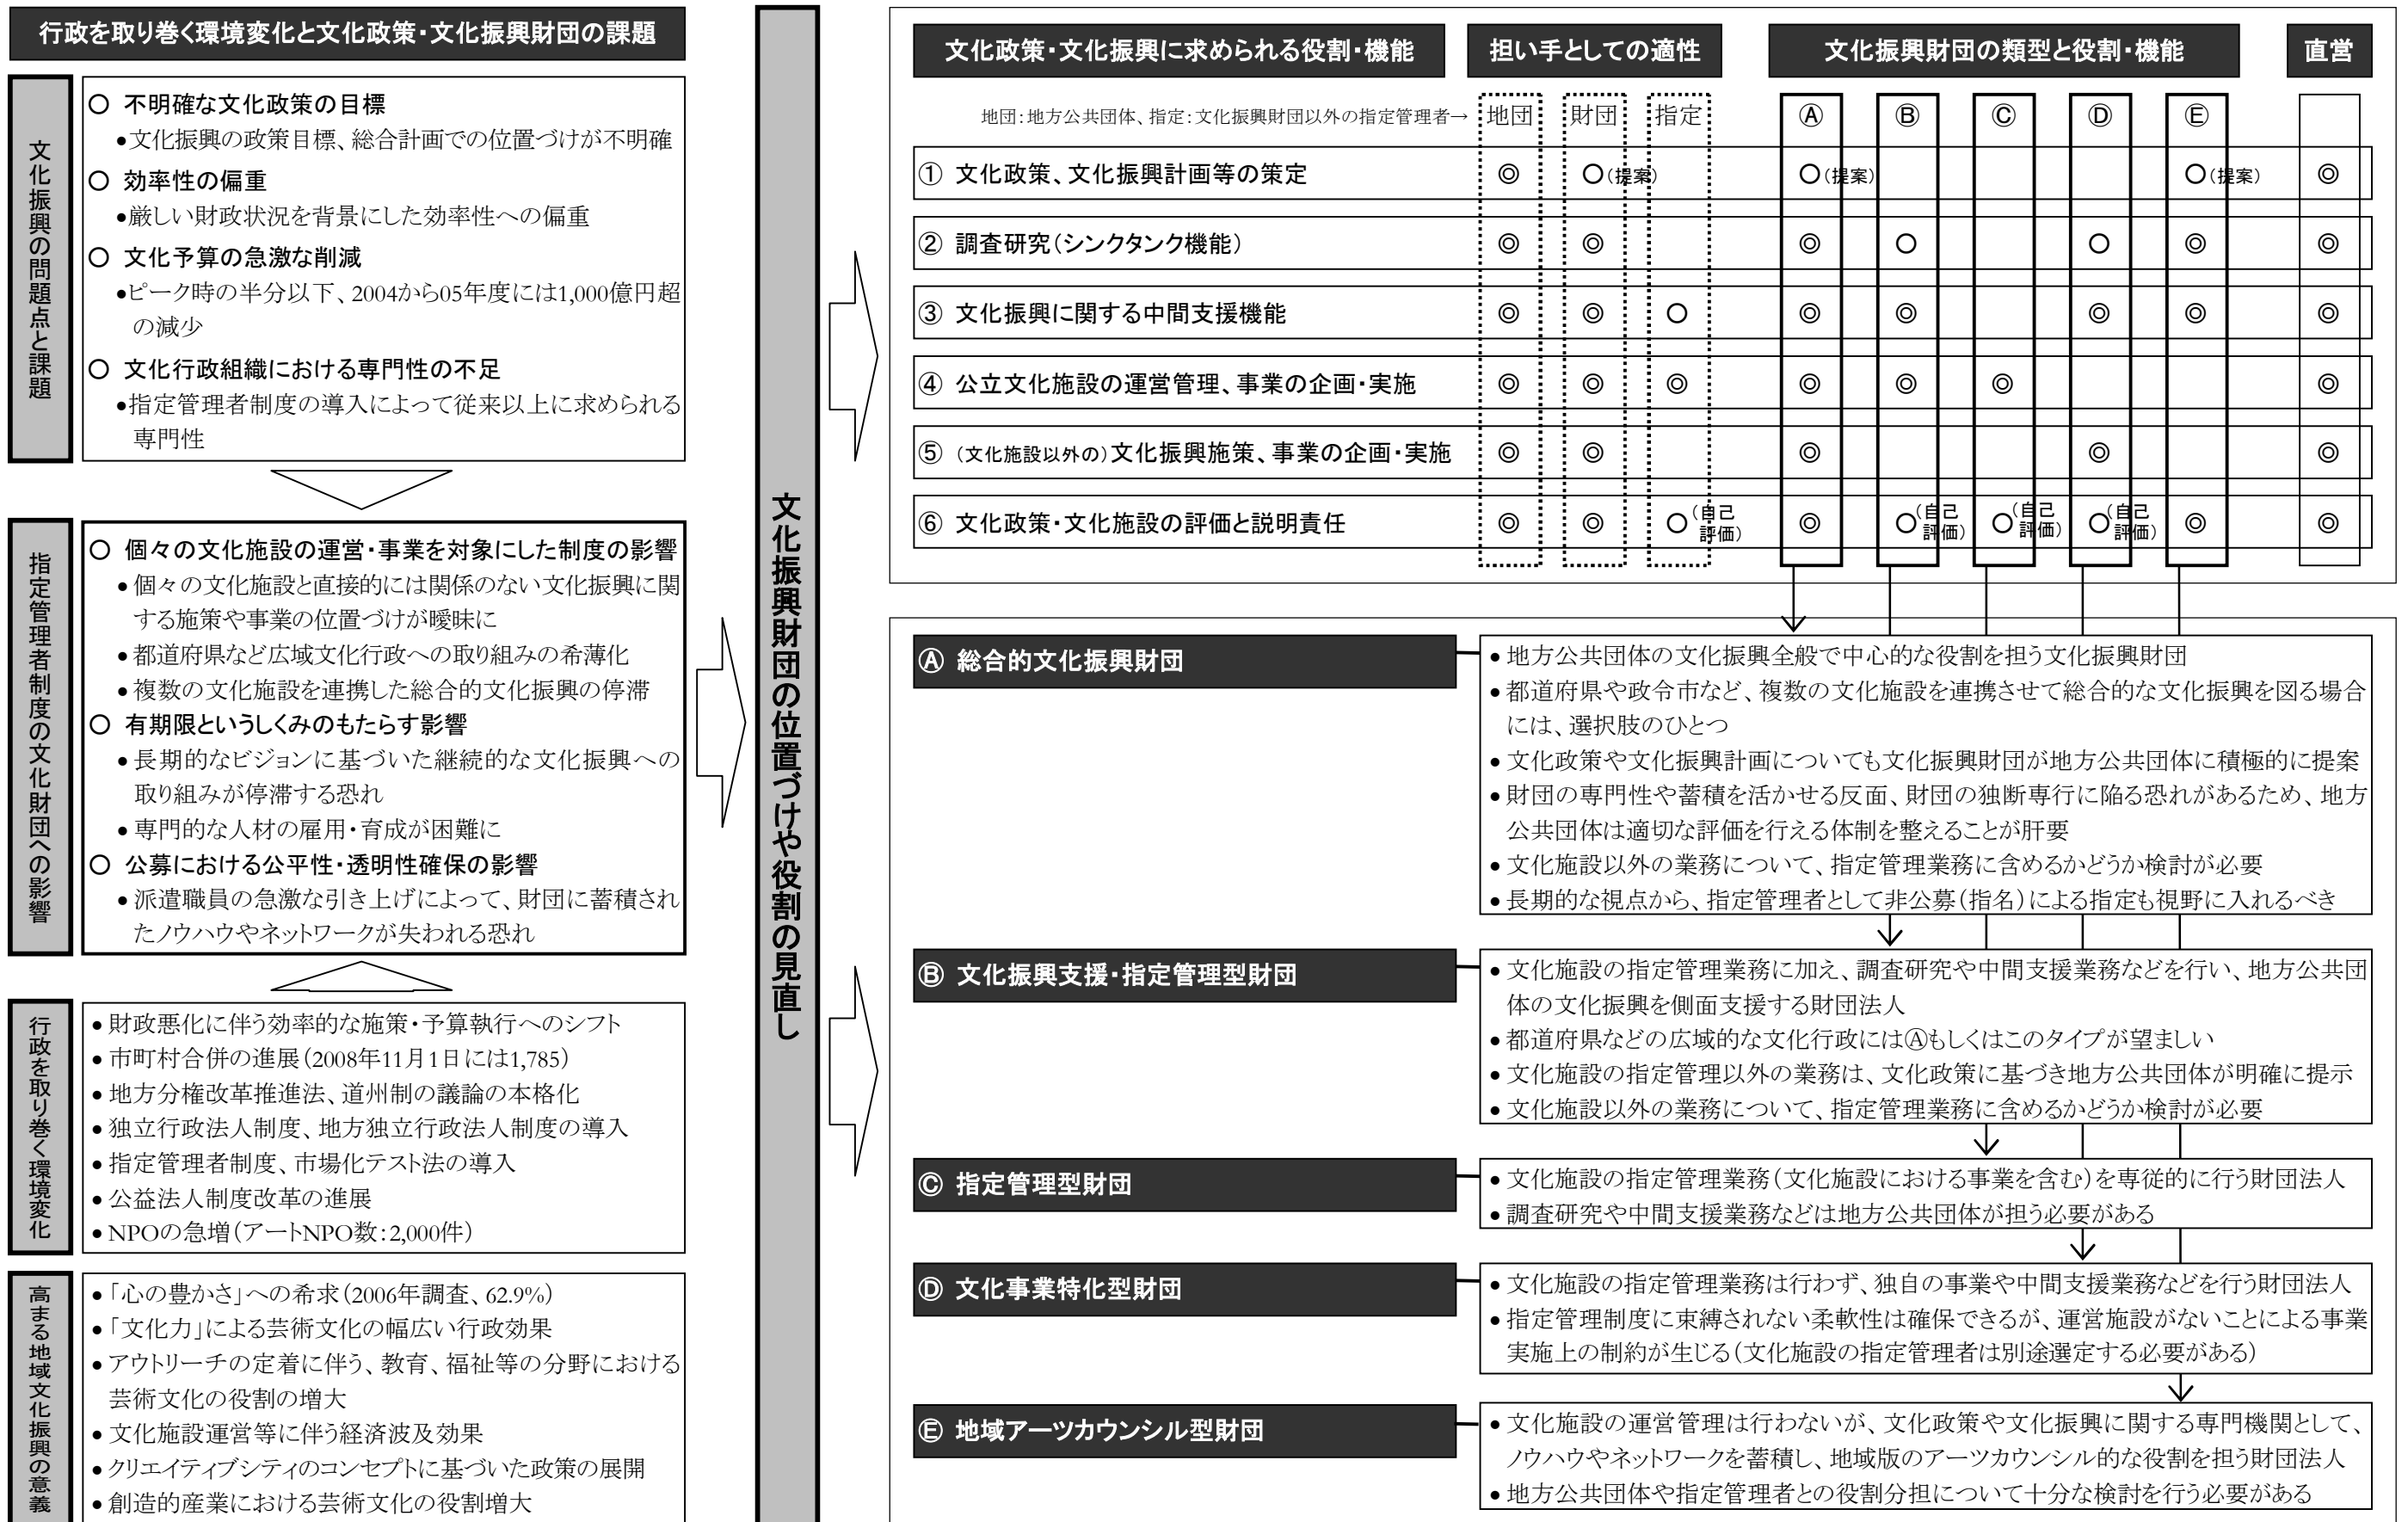 行政を取り巻く環境変化と文化政策・文化振興財団の課題
文化振興の問題点と課題
○ 不明確な文化政策の目標
●文化振興の政策目標、総合計画での位置づけが不明確
○ 効率性の偏重
●厳しい財政状況を背景にした効率性への偏重
○ 文化予算の急激な削減
●ピーク時の半分以下、2004から05年度には1,000億円超
の減少
○ 文化行政組織における専門性の不足
●指定管理者制度の導入によって従来以上に求められる
専門性
指定管理者制度の文化財団への影響
○ 個々の文化施設の運営・事業を対象にした制度の影響
●個々の文化施設と直接的には関係のない文化振興に関
する施策や事業の位置づけが曖昧に
●都道府県など広域文化行政への取り組みの希薄化
●複数の文化施設を連携した総合的文化振興の停滞
○ 有期限というしくみのもたらす影響
●長期的なビジョンに基づいた継続的な文化振興への
取り組みが停滞する恐れ
●専門的な人材の雇用・育成が困難に
○ 公募における公平性・透明性確保の影響
●派遣職員の急激な引き上げによって、財団に蓄積され
たノウハウやネットワークが失われる恐れ
行政を取り巻く環境変化
●財政悪化に伴う効率的な施策・予算執行へのシフト
●市町村合併の進展(2008年11月1日には1,785)
●地方分権改革推進法、道州制の議論の本格化
●独立行政法人制度、地方独立行政法人制度の導入
●指定管理者制度、市場化テスト法の導入
●公益法人制度改革の進展
●NPOの急増(アートNPO数:2,000件)
高まる地域文化振興の意義
●「心の豊かさ」への希求(2006年調査、62.9%)
●「文化力」による芸術文化の幅広い行政効果
●アウトリーチの定着に伴う、教育、福祉等の分野における
芸術文化の役割の増大
●文化施設運営等に伴う経済波及効果
●クリエイティブシティのコンセプトに基づいた政策の展開
●創造的産業における芸術文化の役割増大
文化振興財団の位置づけや役割の見直し
文化政策・文化振興に求められる役割・機能 担い手としての適性 文化振興財団の類型と役割・機能 直営
地団:地方公共団体、指定:文化振興財団以外の指定管理者→ 地団 財団 指定 Ⓐ Ⓑ Ⓒ Ⓓ Ⓔ
① 文化政策、文化振興計画等の策定 ◎ ○(提案) ○(提案) ○(提案) ◎
② 調査研究(シンクタンク機能) ◎ ◎ ◎ ○ ○ ◎ ◎
③ 文化振興に関する中間支援機能 ◎ ◎ ○ ◎ ◎ ◎ ◎ ◎
④ 公立文化施設の運営管理、事業の企画・実施 ◎ ◎ ◎ ◎ ◎ ◎ ◎
⑤ (文化施設以外の)文化振興施策、事業の企画・実施 ◎ ◎ ◎ ◎ ◎
⑥ 文化政策・文化施設の評価と説明責任 ◎ ◎ ○(自己評価) ◎ ○(自己評価) ○(自己評価) ○(自己評価) ◎ ◎
Ⓐ 総合的文化振興財団
●地方公共団体の文化振興全般で中心的な役割を担う文化振興財団
●都道府県や政令市など、複数の文化施設を連携させて総合的な文化振興を図る場合
には、選択肢のひとつ
●文化政策や文化振興計画についても文化振興財団が地方公共団体に積極的に提案
●財団の専門性や蓄積を活かせる反面、財団の独断専行に陥る恐れがあるため、地方
公共団体は適切な評価を行える体制を整えることが肝要
●文化施設以外の業務について、指定管理業務に含めるかどうか検討が必要
●長期的な視点から、指定管理者として非公募(指名)による指定も視野に入れるべき
Ⓑ 文化振興支援・指定管理型財団
●文化施設の指定管理業務に加え、調査研究や中間支援業務などを行い、地方公共団
体の文化振興を側面支援する財団法人
●都道府県などの広域的な文化行政にはⒶもしくはこのタイプが望ましい
●文化施設の指定管理以外の業務は、文化政策に基づき地方公共団体が明確に提示
●文化施設以外の業務について、指定管理業務に含めるかどうか検討が必要
Ⓒ 指定管理型財団
●文化施設の指定管理業務(文化施設における事業を含む)を専従的に行う財団法人
●調査研究や中間支援業務などは地方公共団体が担う必要がある
Ⓓ 文化事業特化型財団
●文化施設の指定管理業務は行わず、独自の事業や中間支援業務などを行う財団法人
●指定管理制度に束縛されない柔軟性は確保できるが、運営施設がないことによる事業
実施上の制約が生じる(文化施設の指定管理者は別途選定する必要がある)
Ⓔ 地域アーツカウンシル型財団
●文化施設の運営管理は行わないが、文化政策や文化振興に関する専門機関として、
ノウハウやネットワークを蓄積し、地域版のアーツカウンシル的な役割を担う財団法人
●地方公共団体や指定管理者との役割分担について十分な検討を行う必要がある